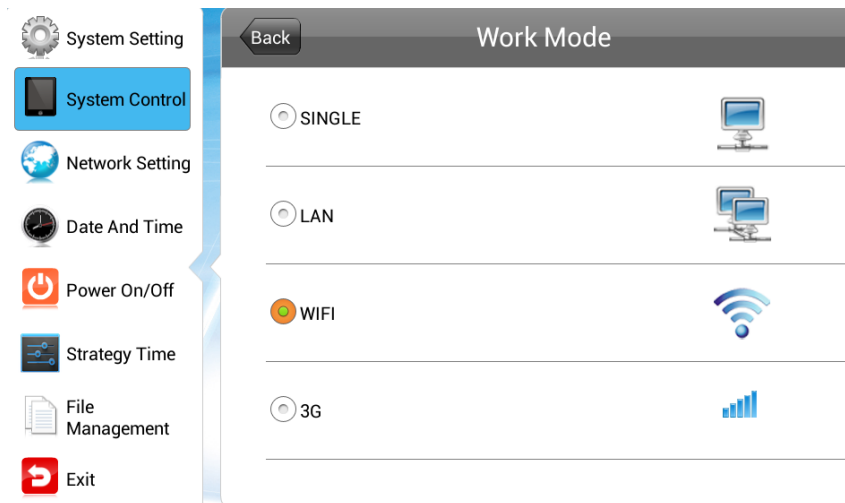 System Setting
System Control
Network Setting
Date And Time
Power On/Off
Strategy Time
File
Management
Exit
Back
Work Mode
SINGLE
LAN
WIFI
3G